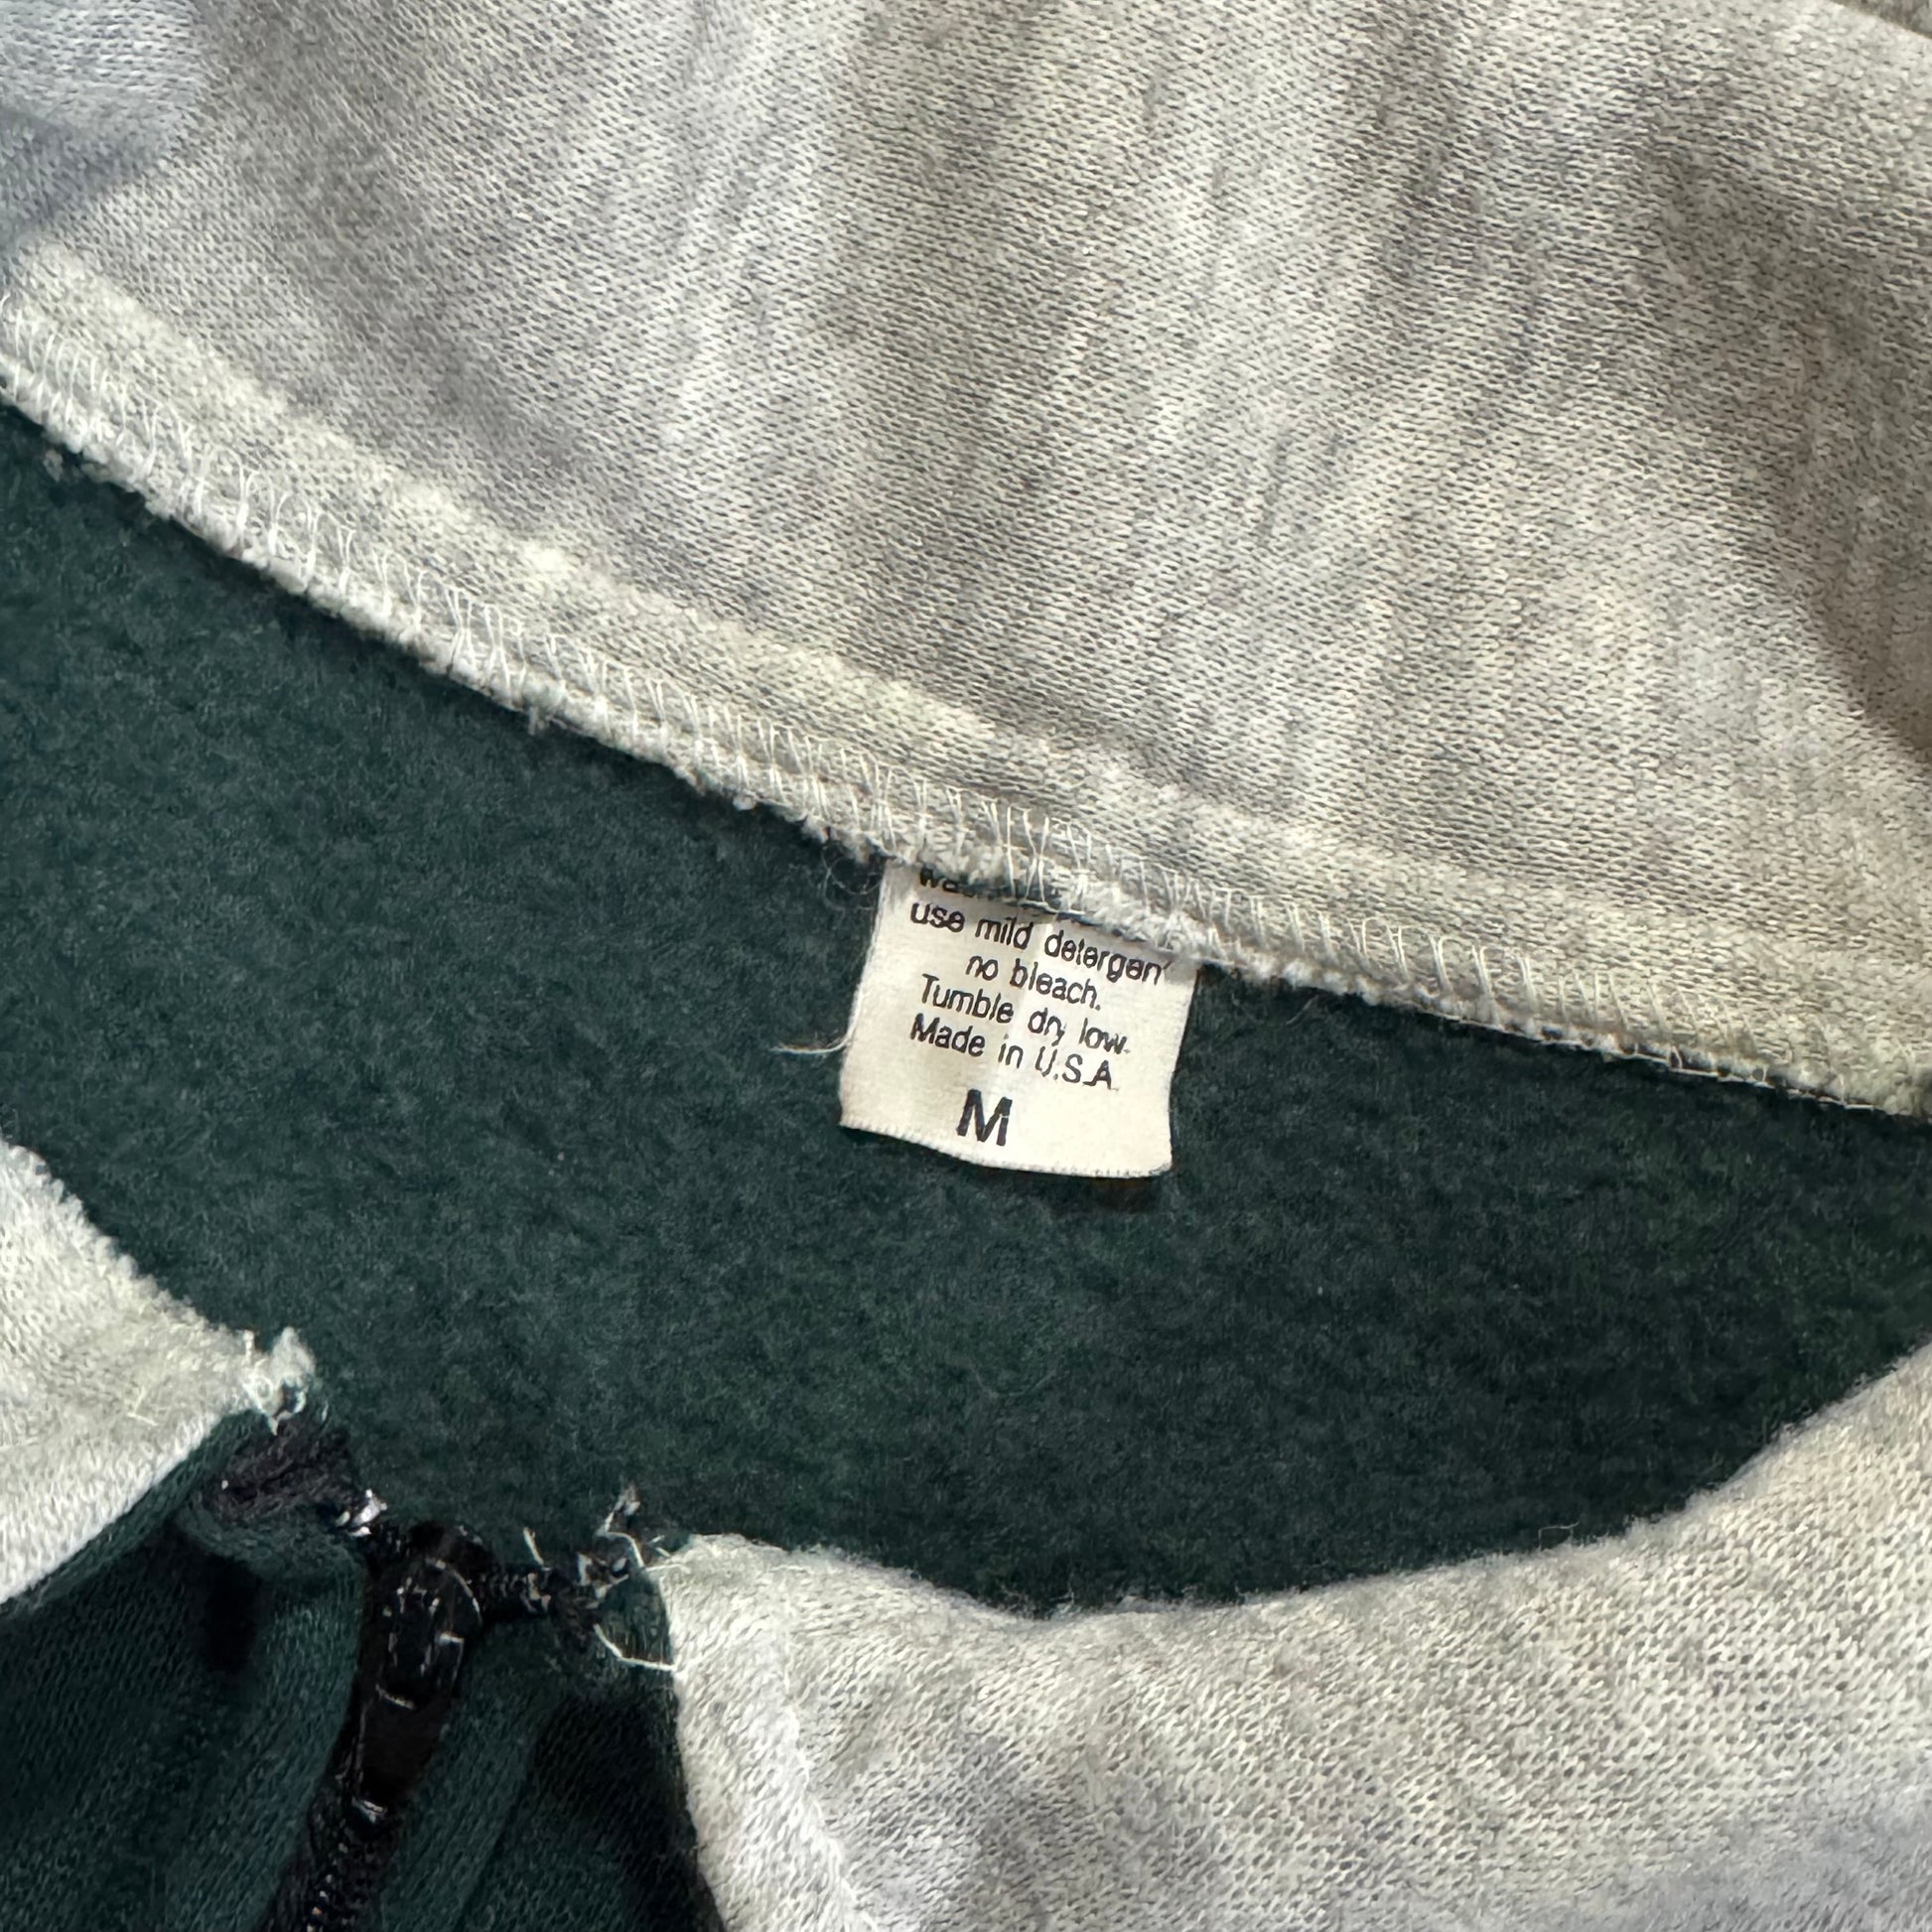 use mild detergen
no bleach.
Tumble dry low.
Made in U.S.A.
M